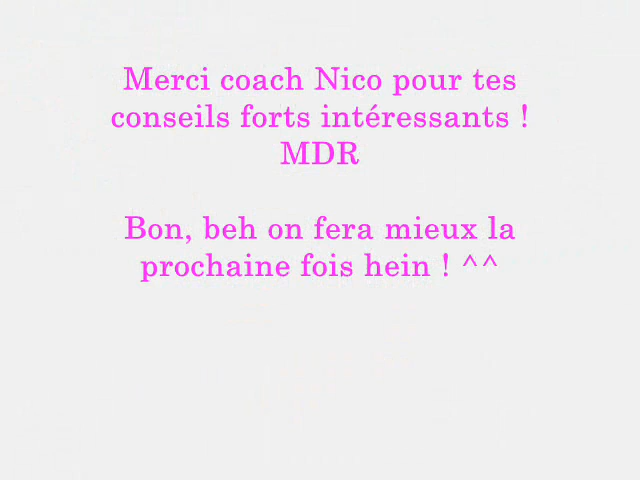 Merci coach Nico pour tes
conseils forts intéressants !
MDR
Bon, beh on fera mieux la
prochaine fois hein ! ^^